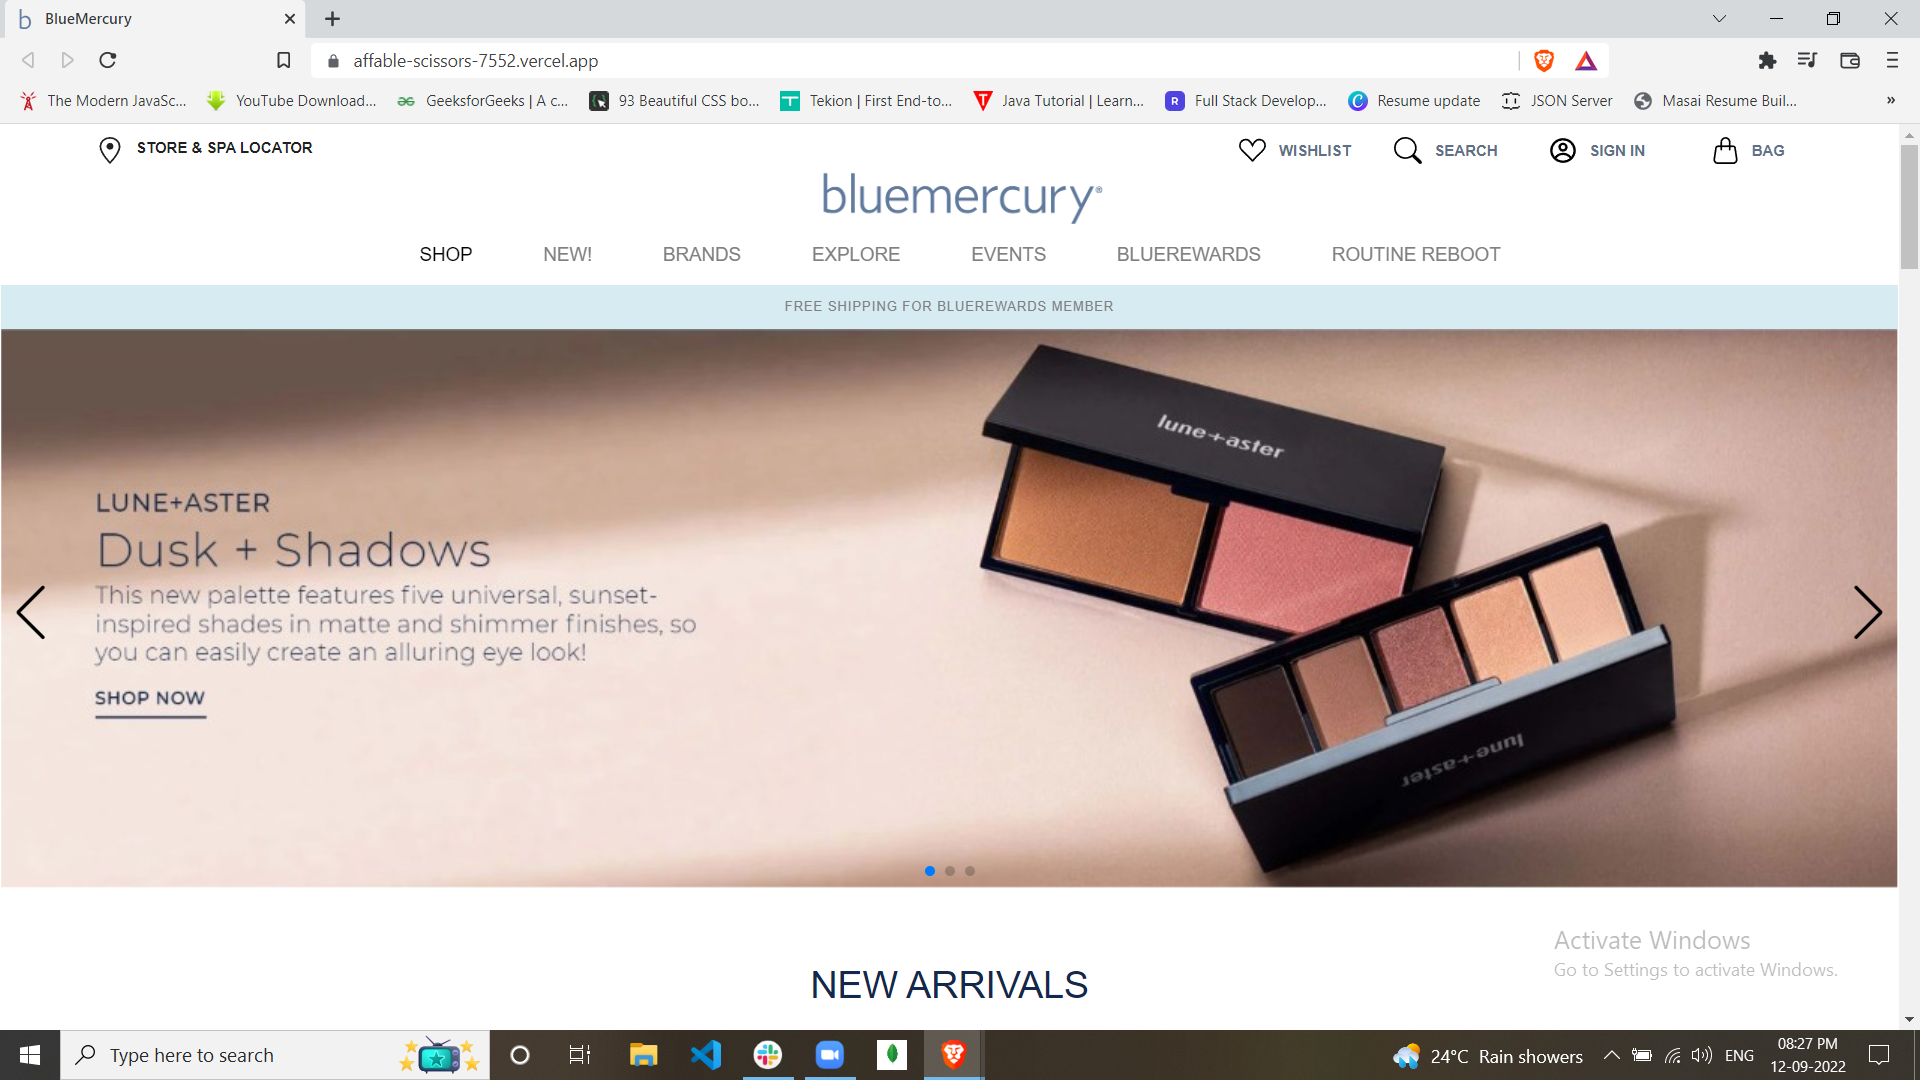 BlueMercury
affable-scissors-7552.vercel.app
The Modern JavaSc...
YouTube Download...
GeeksforGeeks | A c...
93 Beautiful CSS bo...
Tekion | First End-to...
Java Tutorial | Learn...
Full Stack Develop...
Resume update
JSON Server
Masai Resume Buil...
»
STORE & SPA LOCATOR
WISHLIST
SEARCH
SIGN IN
BAG
bluemercury®
SHOP
NEW!
BRANDS
EXPLORE
EVENTS
BLUEREWARDS
ROUTINE REBOOT
FREE SHIPPING FOR BLUEREWARDS MEMBER
lune+aster
LUNE+ASTER
Dusk + Shadows
This new palette features five universal, sunset-
inspired shades in matte and shimmer finishes, so
you can easily create an alluring eye look!
SHOP NOW
lune+aster
NEW ARRIVALS
Activate Windows
Go to Settings to activate Windows.
Type here to search
24°C Rain showers
ENG
08:27 PM
12-09-2022